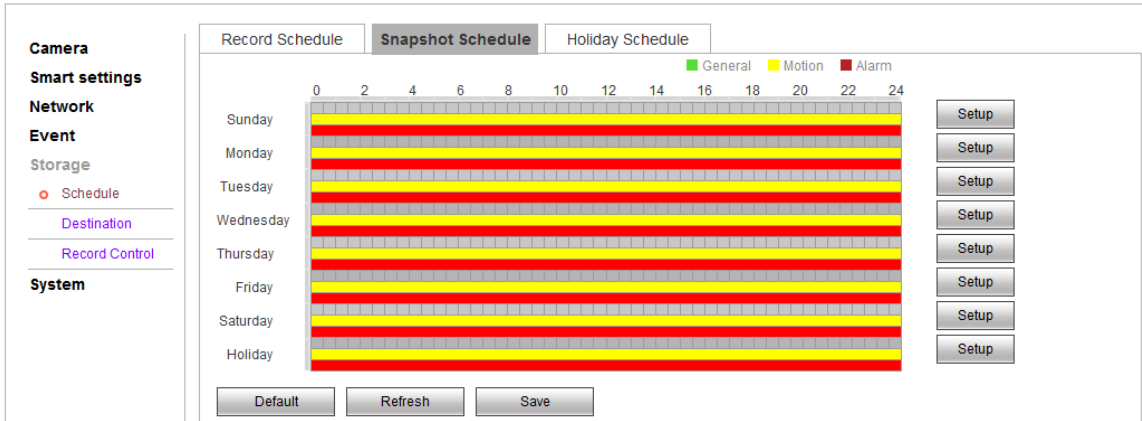 Camera
Smart settings
Network
Event
Storage
Schedule
Destination
Record Control
System
Record Schedule Snapshot Schedule Holiday Schedule
General Motion Alarm
0 2 4 6 8 10 12 14 16 18 20 22 24
Sunday Setup
Monday Setup
Tuesday Setup
Wednesday Setup
Thursday Setup
Friday Setup
Saturday Setup
Holiday Setup
Default Refresh Save